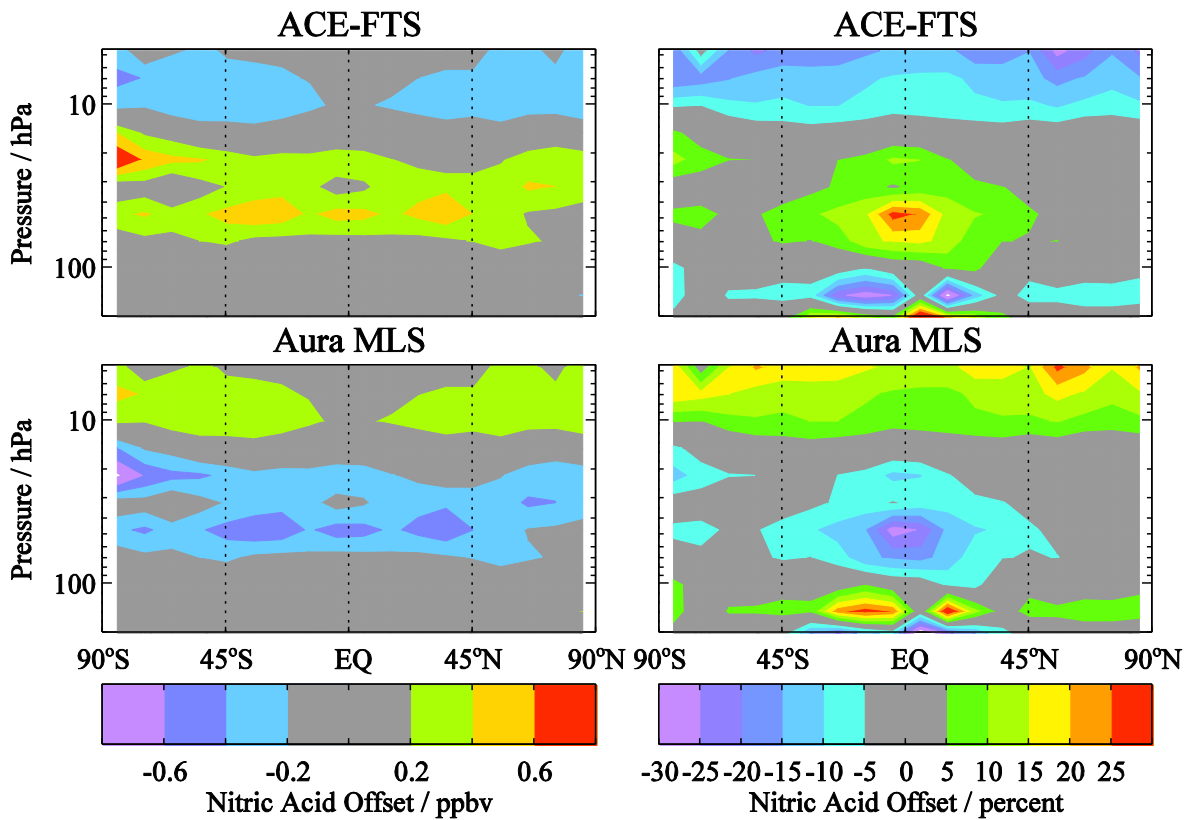 ACE-FTS
ACE-FTS
Pressure / hPa
10
100
Aura MLS
Aura MLS
Pressure / hPa
10
100
90°S 45°S EQ 45°N 90°N
90°S 45°S EQ 45°N 90°N
-0.6 -0.2 0.2 0.6
-30 -25 -20 -15 -10 -5 0 5 10 15 20 25
Nitric Acid Offset / ppbv
Nitric Acid Offset / percent